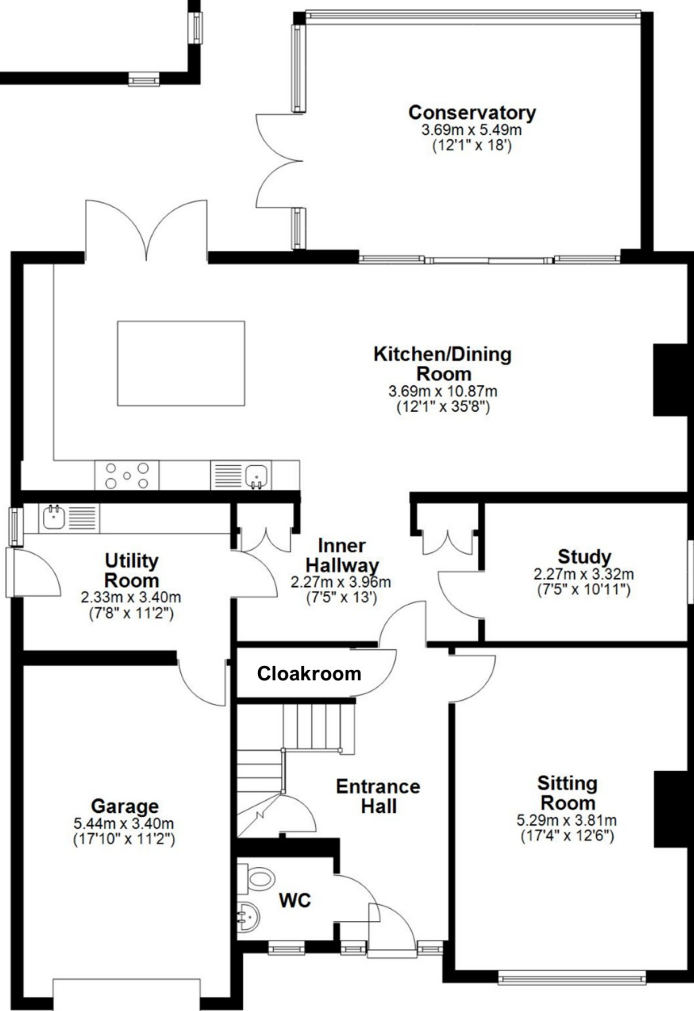 Conservatory
3.69m x 5.49m
(12'1" x 18')
Kitchen/Dining
Room
3.69m x 10.87m
(12'1" x 35'8")
Utility
Room
2.33m x 3.40m
(7'8" x 11'2")
Inner
Hallway
2.27m x 3.96m
(7'5" x 13')
Study
2.27m x 3.32m
(7'5" x 10'11")
Cloakroom
Entrance
Hall
Sitting
Room
5.29m x 3.81m
(17'4" x 12'6")
Garage
5.44m x 3.40m
(17'10" x 11'2")
WC